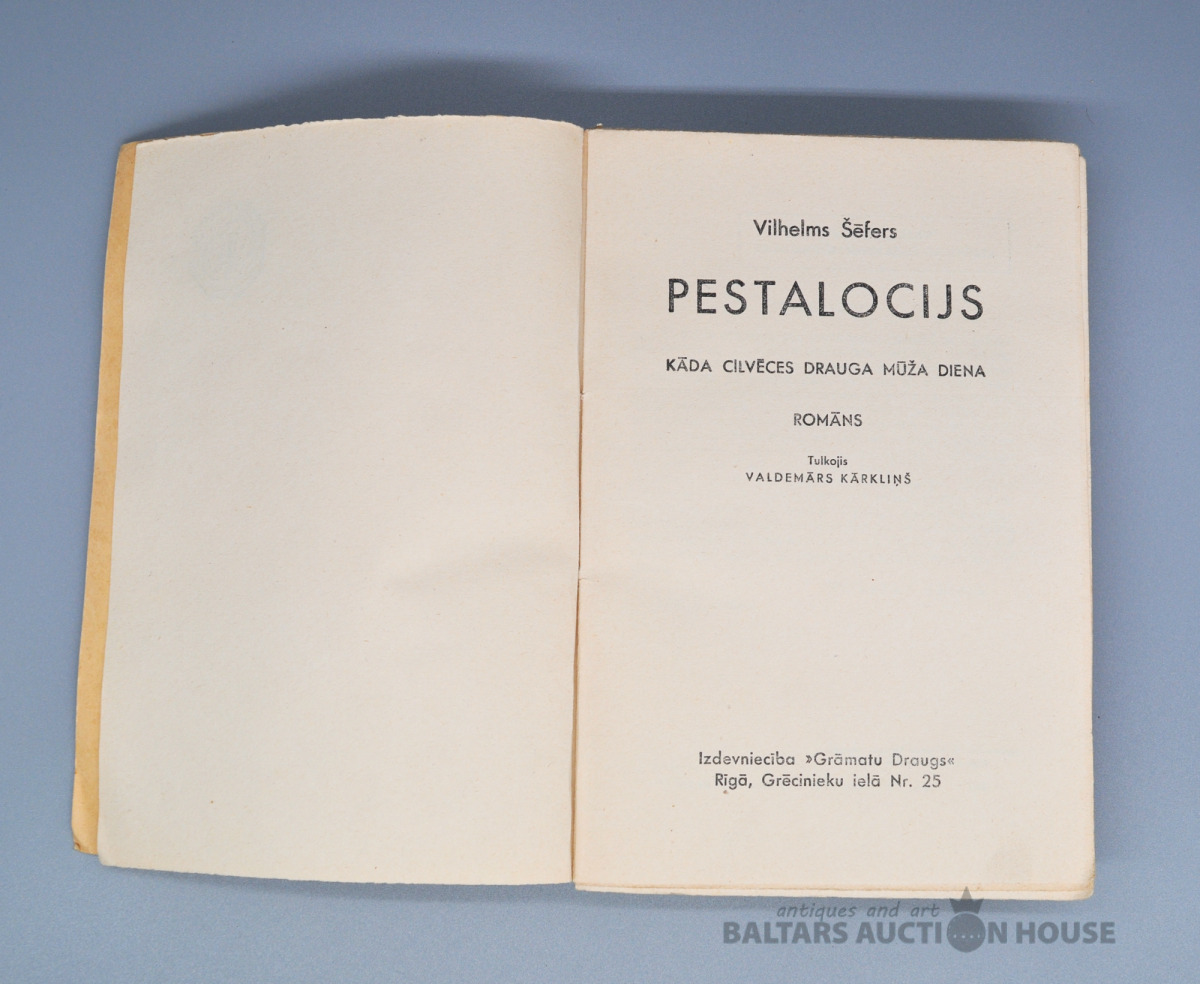 Vilhelms Šēfers
PESTALOCIJS
KĀDA CILVĒCES DRAUGA MŪŽA DIENA
ROMĀNS
Tulkojis
VALDEMĀRS KĀRKLIŅŠ
Izdevniecība »Grāmatu Draugs«
Rīgā, Grēcinieku ielā Nr. 25
antiques and art
BALTARS AUCTION HOUSE